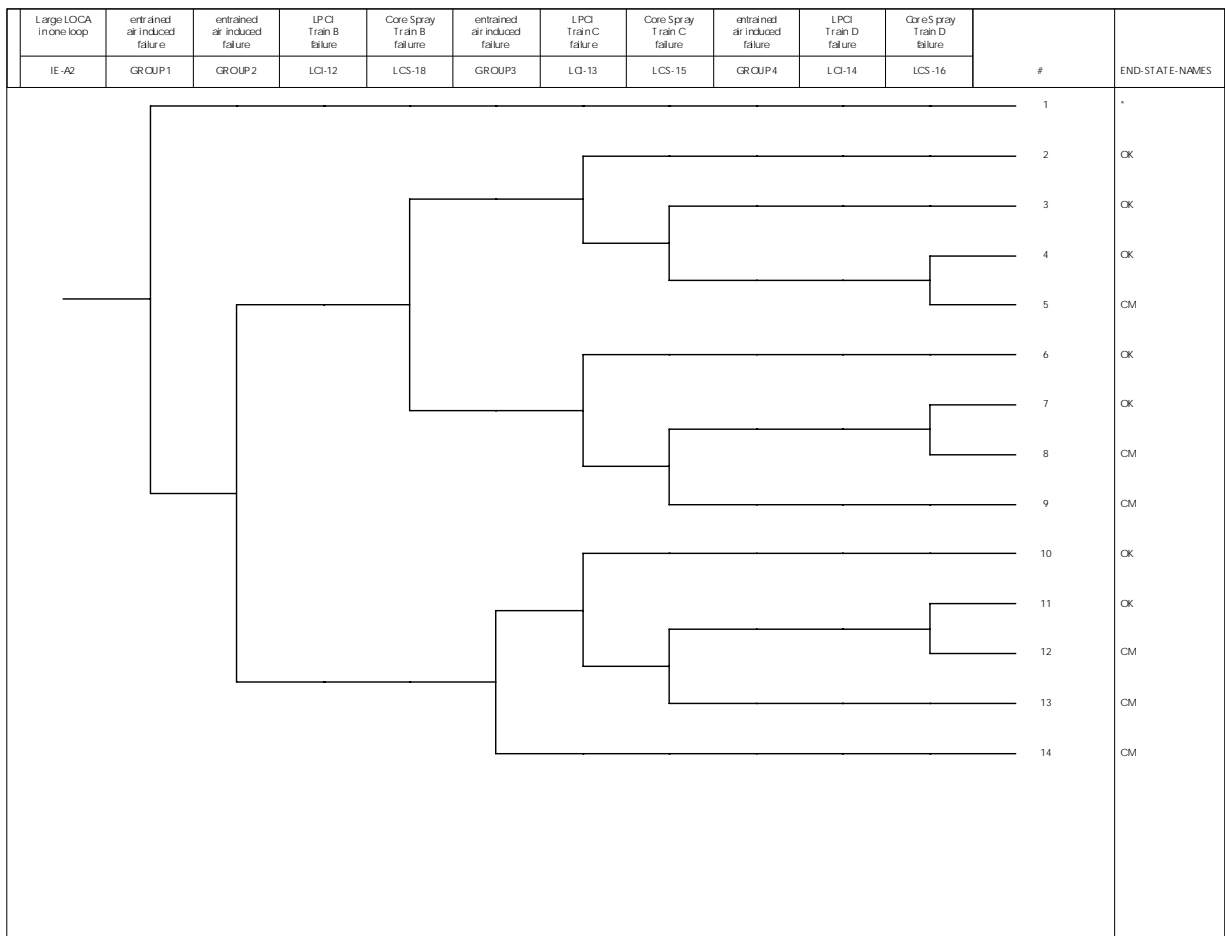 Large LOCA
in one loop
entrained
air induced
failure
entrained
air induced
failure
LPCI
Train B
failure
Core Spray
Train B
failurre
entrained
air induced
failure
LPCI
Train C
failure
Core Spray
Train C
failure
entrained
air induced
failure
LPCI
Train D
failure
Core Spray
Train D
failure
IE-A2
GROUP1
GROUP2
LCI-12
LCS-18
GROUP3
LCI-13
LCS-15
GROUP4
LCI-14
LCS-16
#
END-STATE-NAMES
1 *
2 OK
3 OK
4 OK
5 CM
6 OK
7 OK
8 CM
9 CM
10 OK
11 OK
12 CM
13 CM
14 CM